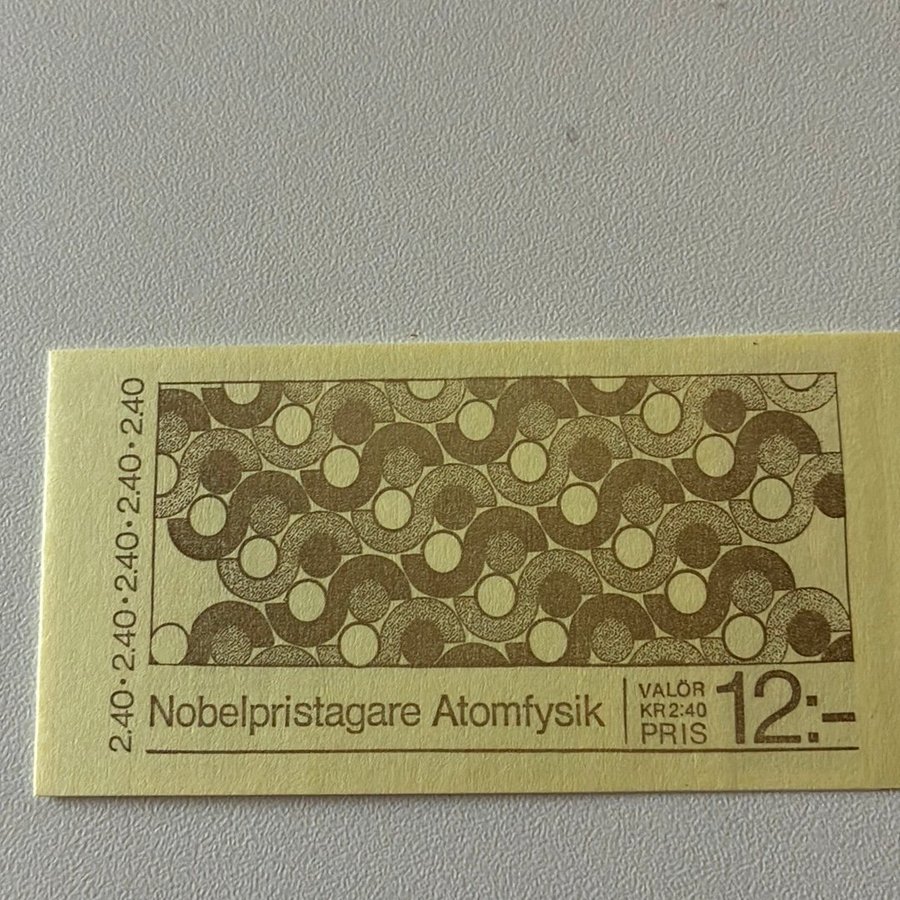 2.40 · 2.40 · 2.40 · 2.40 · 2.40
Nobelpristagare Atomfysik
VALÖR
KR 2:40
PRIS
12:–